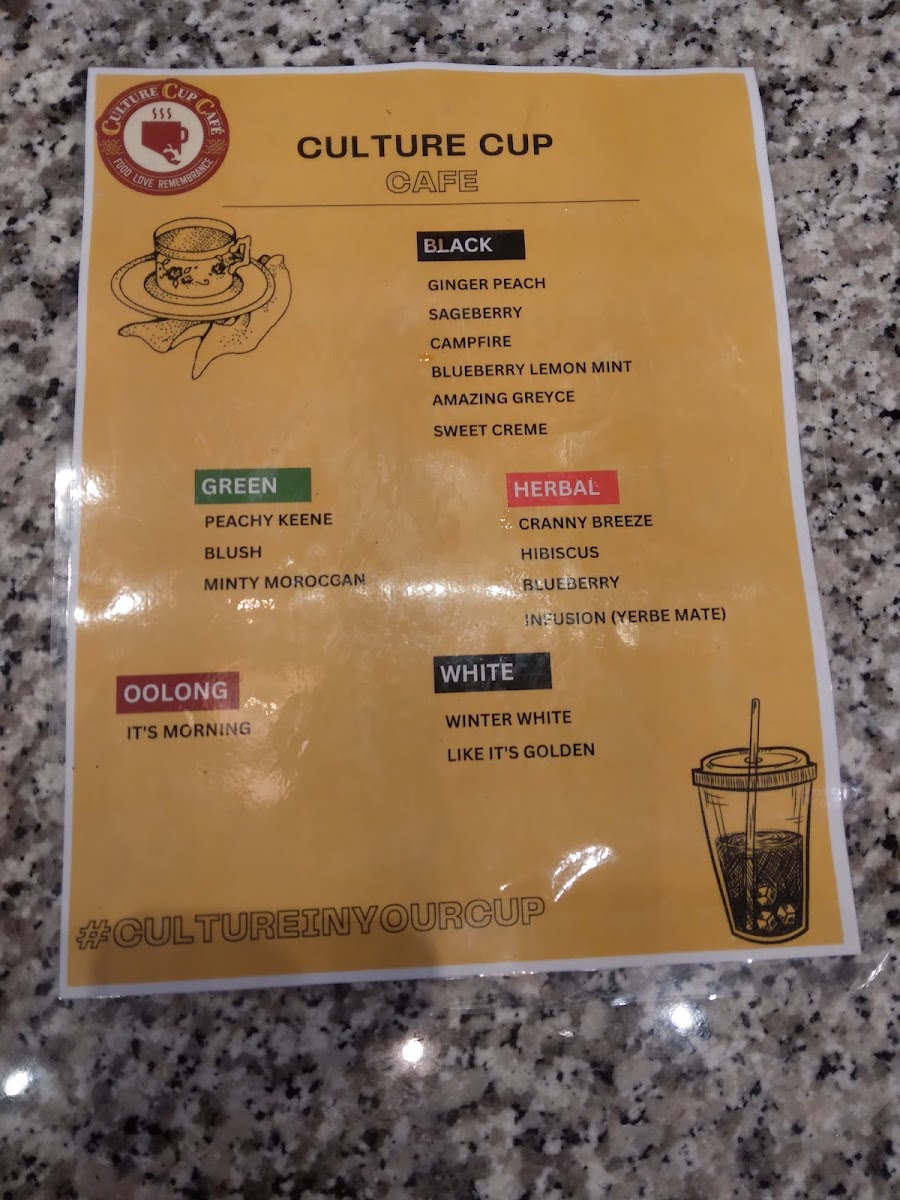 CULTURE CUP CAFÉ
FOOD LOVE REMEMBRANCE
CULTURE CUP
CAFE
BLACK
GINGER PEACH
SAGEBERRY
CAMPFIRE
BLUEBERRY LEMON MINT
AMAZING GREYCE
SWEET CREME
GREEN
PEACHY KEENE
BLUSH
MINTY MOROCCAN
HERBAL
CRANNY BREEZE
HIBISCUS
BLUEBERRY
INFUSION (YERBE MATE)
OOLONG
IT'S MORNING
WHITE
WINTER WHITE
LIKE IT'S GOLDEN
#CULTUREINYOURCUP